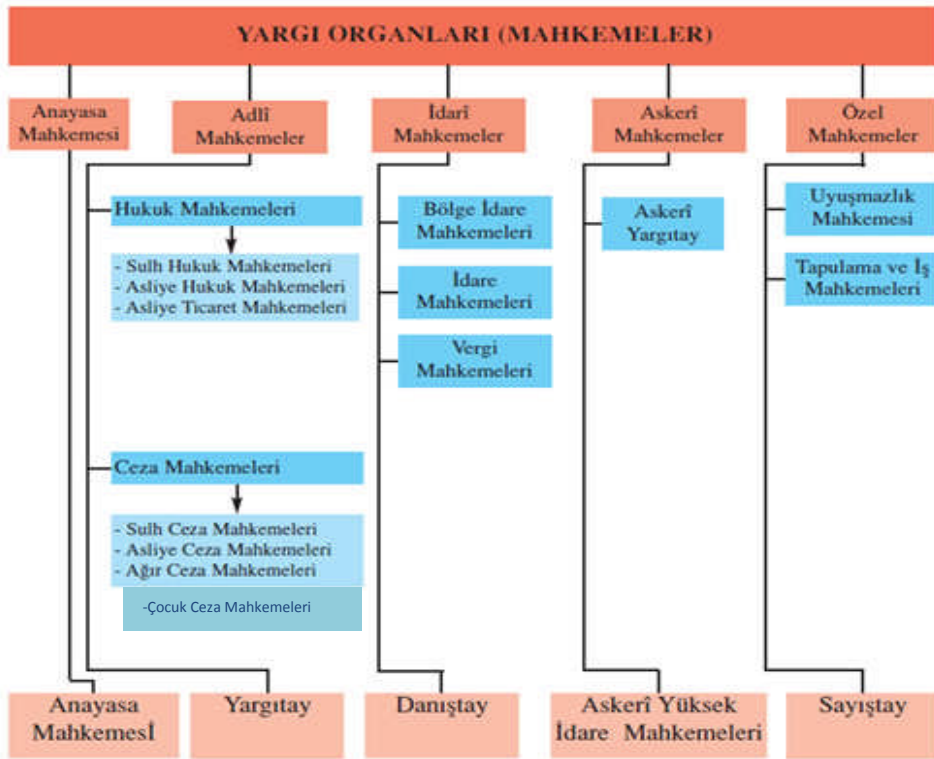 YARGI ORGANLARI (MAHKEMELER)
Anayasa
Mahkemesi
Adlî
Mahkemeler
İdarî
Mahkemeler
Askerî
Mahkemeler
Özel
Mahkemeler
Hukuk Mahkemeleri
- Sulh Hukuk Mahkemeleri
- Asliye Hukuk Mahkemeleri
- Asliye Ticaret Mahkemeleri
Ceza Mahkemeleri
- Sulh Ceza Mahkemeleri
- Asliye Ceza Mahkemeleri
- Ağır Ceza Mahkemeleri
-Çocuk Ceza Mahkemeleri
Bölge İdare
Mahkemeleri
İdare
Mahkemeleri
Vergi
Mahkemeleri
Askerî
Yargıtay
Uyuşmazlık
Mahkemesi
Tapulama ve İş
Mahkemeleri
Anayasa
Mahkemesİ
Yargıtay
Danıştay
Askerî Yüksek
İdare Mahkemeleri
Sayıştay